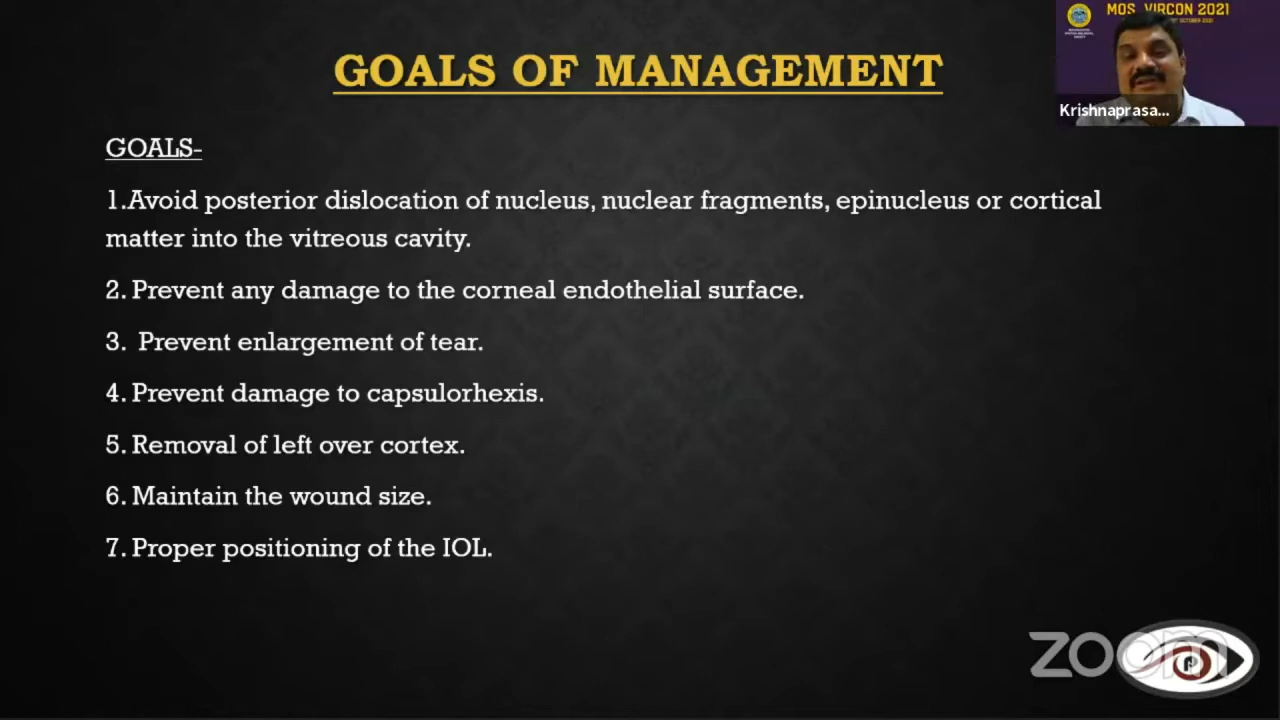 MOS VIRCON 2021
OCTOBER 2021
GOALS OF MANAGEMENT
Krishnaprasa...
GOALS-
1.Avoid posterior dislocation of nucleus, nuclear fragments, epinucleus or cortical
matter into the vitreous cavity.
2. Prevent any damage to the corneal endothelial surface.
3. Prevent enlargement of tear.
4. Prevent damage to capsulorhexis.
5. Removal of left over cortex.
6. Maintain the wound size.
7. Proper positioning of the IOL.
zoom